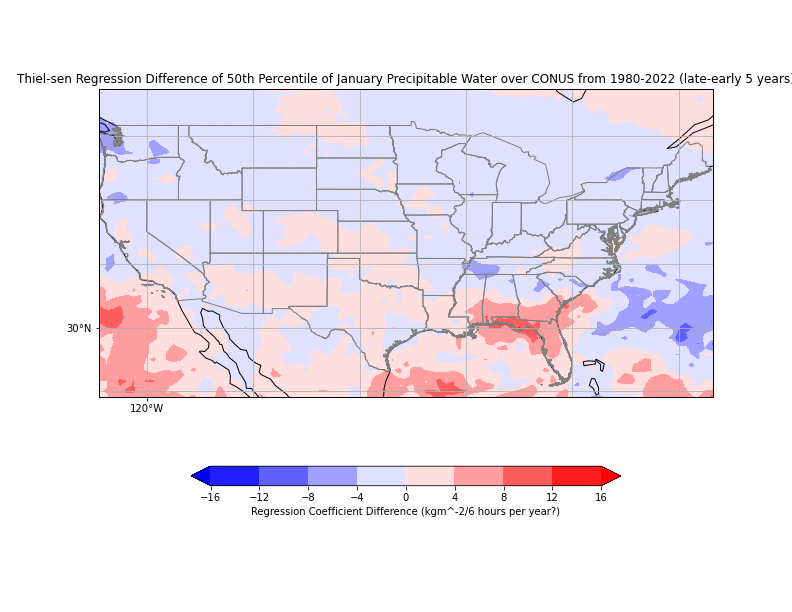 Thiel-sen Regression Difference of 50th Percentile of January Precipitable Water over CONUS from 1980-2022 (late-early 5 years)
30°N
120°W
−16 −12 −8 −4 0 4 8 12 16
Regression Coefficient Difference (kgm^-2/6 hours per year?)